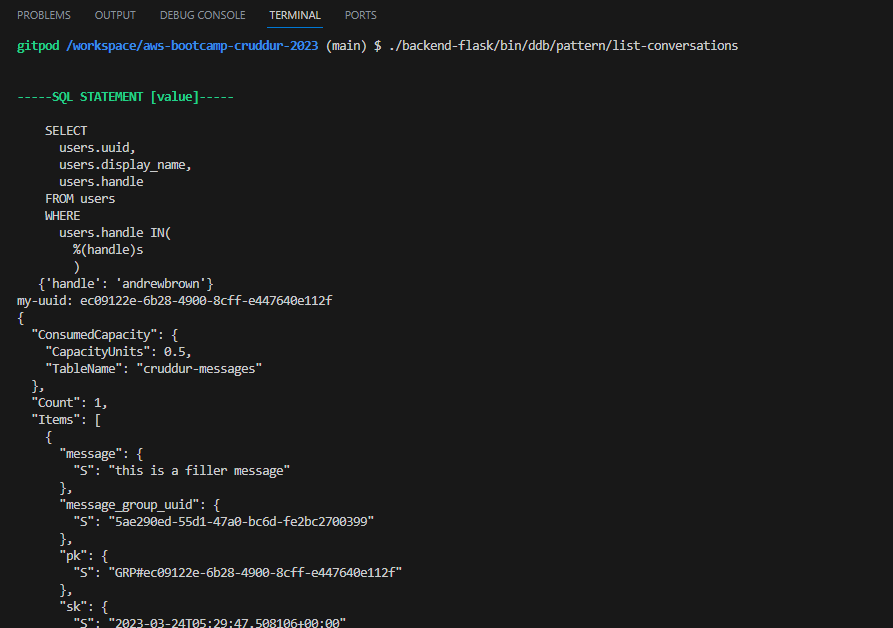 PROBLEMS OUTPUT DEBUG CONSOLE TERMINAL PORTS
gitpod /workspace/aws-bootcamp-cruddur-2023 (main) $ ./backend-flask/bin/ddb/pattern/list-conversations
-----SQL STATEMENT [value]-----
SELECT
users.uuid,
users.display_name,
users.handle
FROM users
WHERE
users.handle IN(
%(handle)s
)
{'handle': 'andrewbrown'}
my-uuid: ec09122e-6b28-4900-8cff-e447640e112f
{
"ConsumedCapacity": {
"CapacityUnits": 0.5,
"TableName": "cruddur-messages"
},
"Count": 1,
"Items": [
{
"message": {
"S": "this is a filler message"
},
"message_group_uuid": {
"S": "5ae290ed-55d1-47a0-bc6d-fe2bc2700399"
},
"pk": {
"S": "GRP#ec09122e-6b28-4900-8cff-e447640e112f"
},
"sk": {
"S": "2023-03-24T05:29:47.508106+00:00"